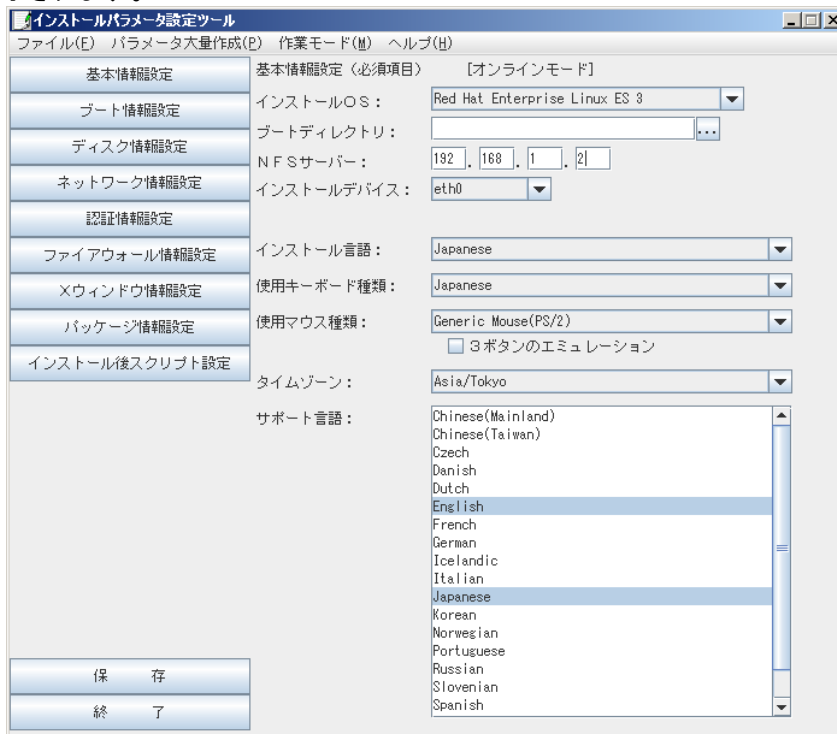 インストールパラメータ設定ツール
ファイル(F) パラメータ大量作成(P) 作業モード(M) ヘルプ(H)
基本情報設定
ブート情報設定
ディスク情報設定
ネットワーク情報設定
認証情報設定
ファイアウォール情報設定
Xウィンドウ情報設定
パッケージ情報設定
インストール後スクリプト設定
保 存
終 了
基本情報設定（必須項目） [オンラインモード]
インストールOS： Red Hat Enterprise Linux ES 3
ブートディレクトリ： ...
NFSサーバー： 192 . 168 . 1 . 2
インストールデバイス： eth0
インストール言語： Japanese
使用キーボード種類： Japanese
使用マウス種類： Generic Mouse(PS/2)
3ボタンのエミュレーション
タイムゾーン： Asia/Tokyo
サポート言語：
Chinese(Mainland)
Chinese(Taiwan)
Czech
Danish
Dutch
English
French
German
Icelandic
Italian
Japanese
Korean
Norwegian
Portuguese
Russian
Slovenian
Spanish